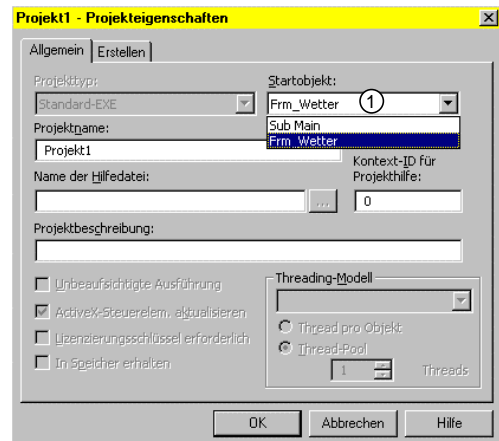 Projekt1 - Projekteigenschaften
Allgemein
Erstellen
Projekttyp:
Startobjekt:
Standard-EXE
Frm_Wetter
1
Sub Main
Frm_Wetter
Projektname:
Projekt1
Kontext-ID für
Projekthilfe:
Name der Hilfedatei:
...
0
Projektbeschreibung:
Unbeaufsichtigte Ausführung
ActiveX-Steuerelem. aktualisieren
Lizenzierungsschlüssel erforderlich
In Speicher erhalten
Threading-Modell
Thread pro Objekt
Thread-Pool
1
Threads
OK
Abbrechen
Hilfe